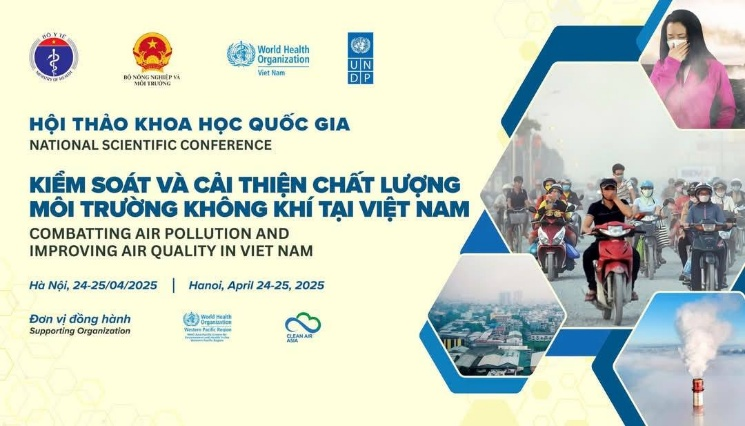 BỘ Y TẾ
MINISTRY OF HEALTH
BỘ NÔNG NGHIỆP VÀ
MÔI TRƯỜNG
World Health
Organization
Viet Nam
U N
D P
HỘI THẢO KHOA HỌC QUỐC GIA
NATIONAL SCIENTIFIC CONFERENCE
KIỂM SOÁT VÀ CẢI THIỆN CHẤT LƯỢNG
MÔI TRƯỜNG KHÔNG KHÍ TẠI VIỆT NAM
COMBATTING AIR POLLUTION AND
IMPROVING AIR QUALITY IN VIET NAM
Hà Nội, 24-25/04/2025 | Hanoi, April 24-25, 2025
Đơn vị đồng hành
Supporting Organization
World Health
Organization
Western Pacific Region
CLEAN AIR
ASIA